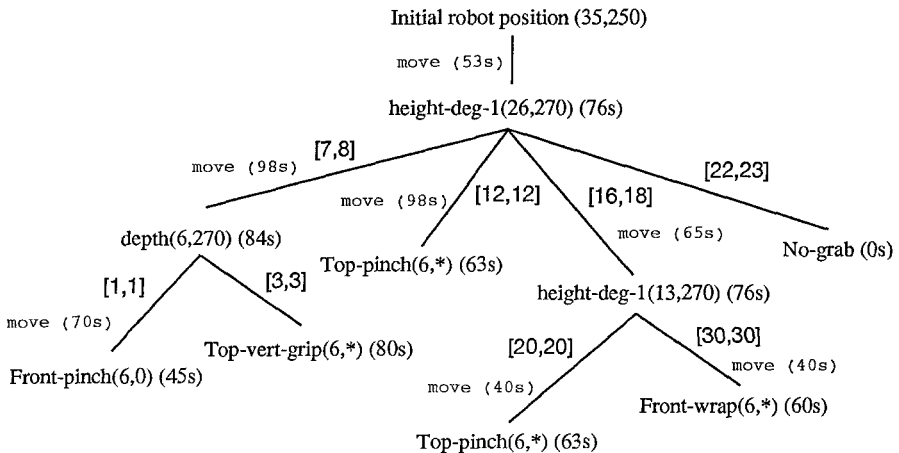 Initial robot position (35,250)
move (53s)
height-deg-1(26,270) (76s)
[7,8]
move (98s)
move (98s)
[12,12]
[16,18]
move (65s)
[22,23]
depth(6,270) (84s)
Top-pinch(6,*) (63s)
No-grab (0s)
[1,1]
[3,3]
height-deg-1(13,270) (76s)
move (70s)
Top-vert-grip(6,*) (80s)
Front-pinch(6,0) (45s)
[20,20]
[30,30]
move (40s)
move (40s)
Front-wrap(6,*) (60s)
Top-pinch(6,*) (63s)